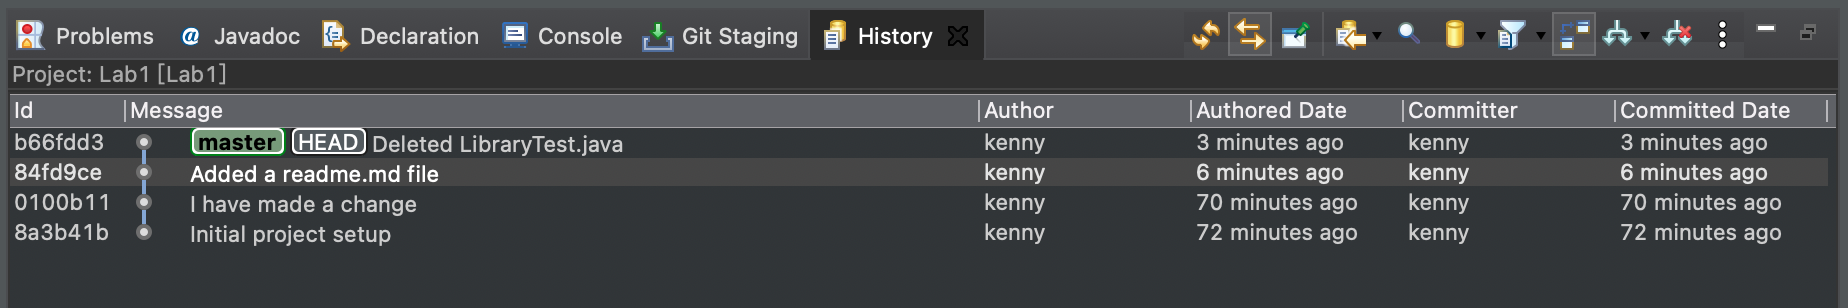 Problems @ Javadoc Declaration Console Git Staging History
Project: Lab1 [Lab1]
Id Message Author Authored Date Committer Committed Date
b66fdd3 master HEAD Deleted LibraryTest.java kenny 3 minutes ago kenny 3 minutes ago
84fd9ce Added a readme.md file kenny 6 minutes ago kenny 6 minutes ago
0100b11 I have made a change kenny 70 minutes ago kenny 70 minutes ago
8a3b41b Initial project setup kenny 72 minutes ago kenny 72 minutes ago